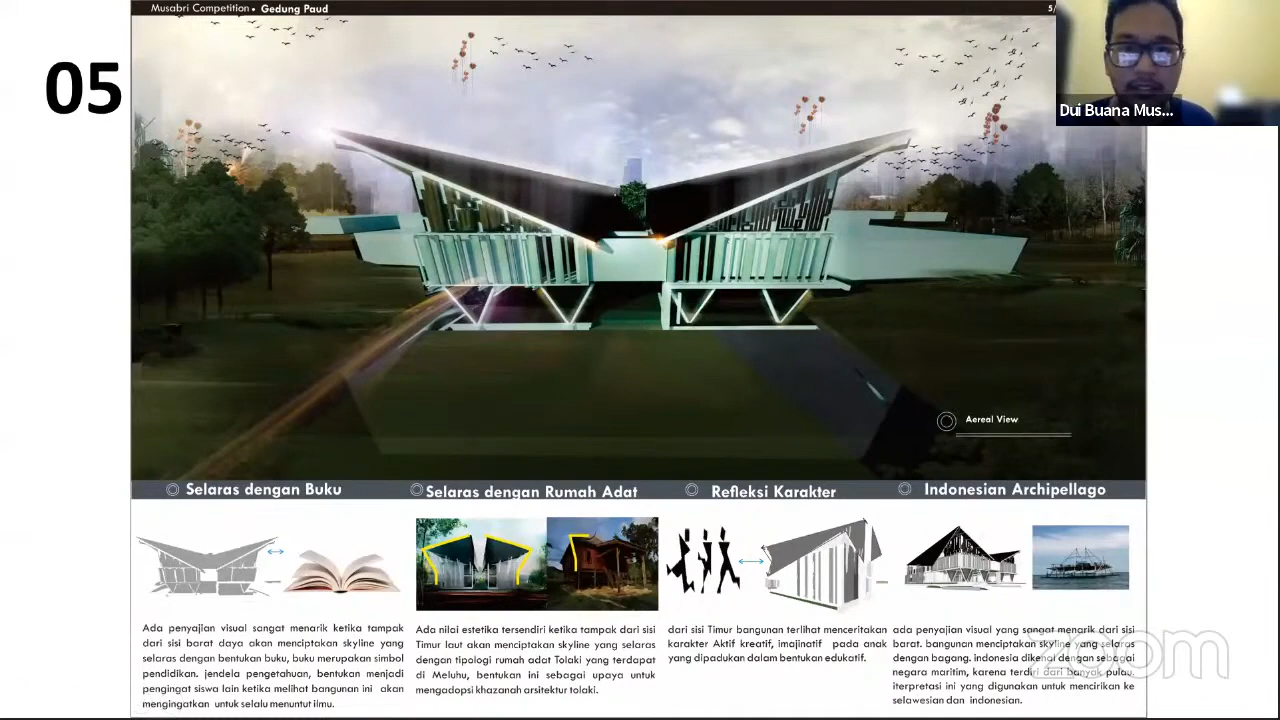 Musabri Competition • Gedung Paud
5/
05
Dui Buana Mus...
Aereal View
Selaras dengan Buku
Selaras dengan Rumah Adat
Refleksi Karakter
Indonesian Archipellago
Ada penyajian visual sangat menarik ketika tampak
dari sisi barat daya akan menciptakan skyline yang
selaras dengan bentukan buku, buku merupakan simbol
pendidikan. jendela pengetahuan, bentukan menjadi
pengingat siswa lain ketika melihat bangunan ini akan
mengingatkan untuk selalu menuntut ilmu.
Ada nilai estetika tersendiri ketika tampak dari sisi
Timur laut akan menciptakan skyline yang selaras
dengan tipologi rumah adat Tolaki yang terdapat
di Meluhu, bentukan ini sebagai upaya untuk
mengadopsi khazanah arsitektur tolaki.
dari sisi Timur bangunan terlihat menceritakan
karakter Aktif kreatif, imajinatif pada anak
yang dipadukan dalam bentukan edukatif.
ada penyajian visual yang sangat menarik dari sisi
barat. bangunan menciptakan skyline yang selaras
dengan bagang. indonesia dikenal dengan sebagai
negara maritim, karena terdiri dari banyak pulau.
iterpretasi ini yang digunakan untuk mencirikan ke
selawesian dan indonesian.
zoom